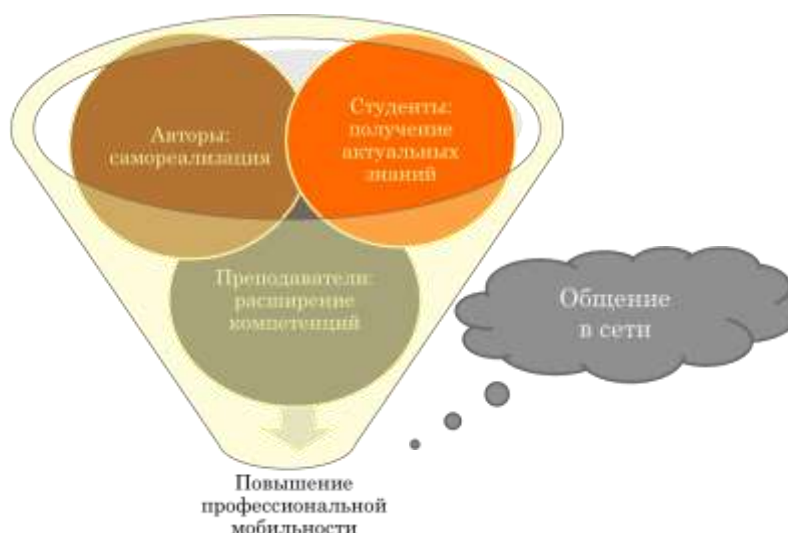 Авторы:
самореализация
Студенты:
получение
актуальных
знаний
Преподаватели:
расширение
компетенций
Общение
в сети
Повышение
профессиональной
мобильности